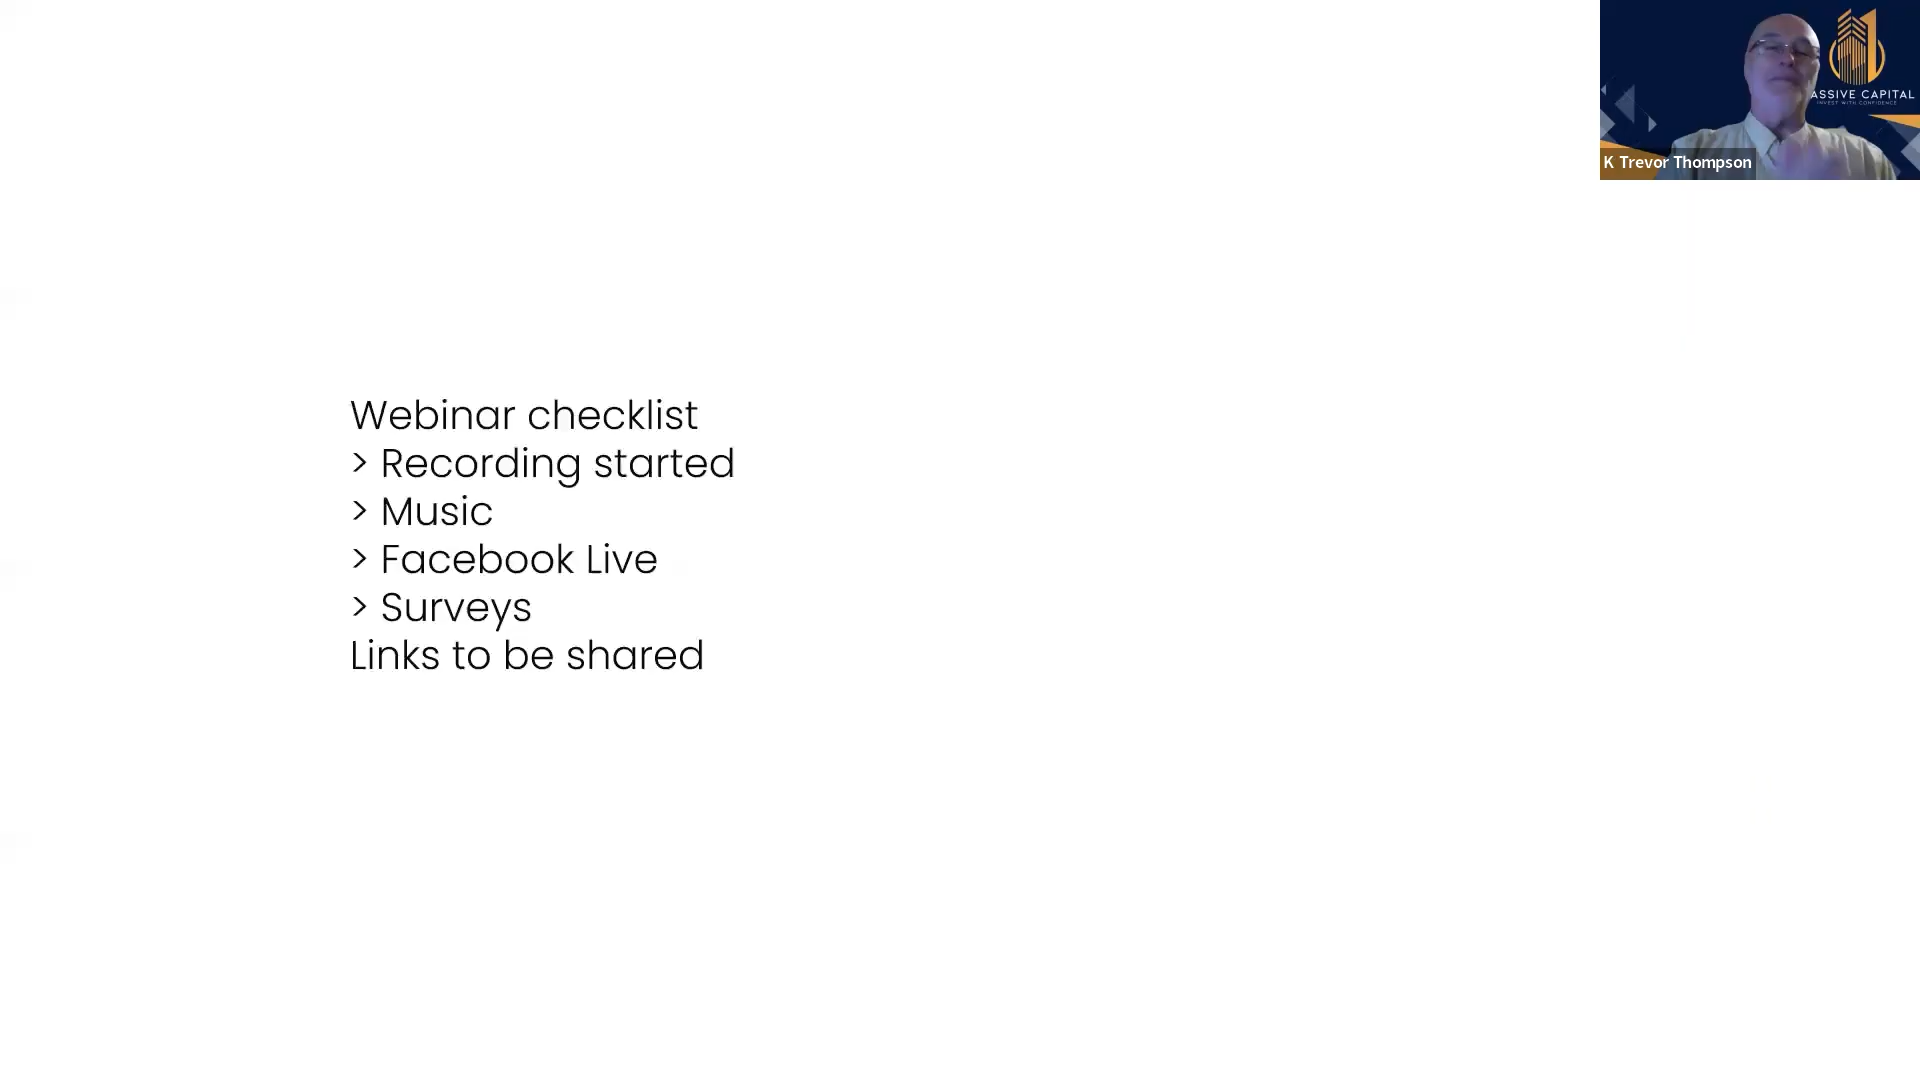 Webinar checklist
> Recording started
> Music
> Facebook Live
> Surveys
Links to be shared
ASSIVE CAPITAL
INVEST WITH CONFIDENCE
K Trevor Thompson